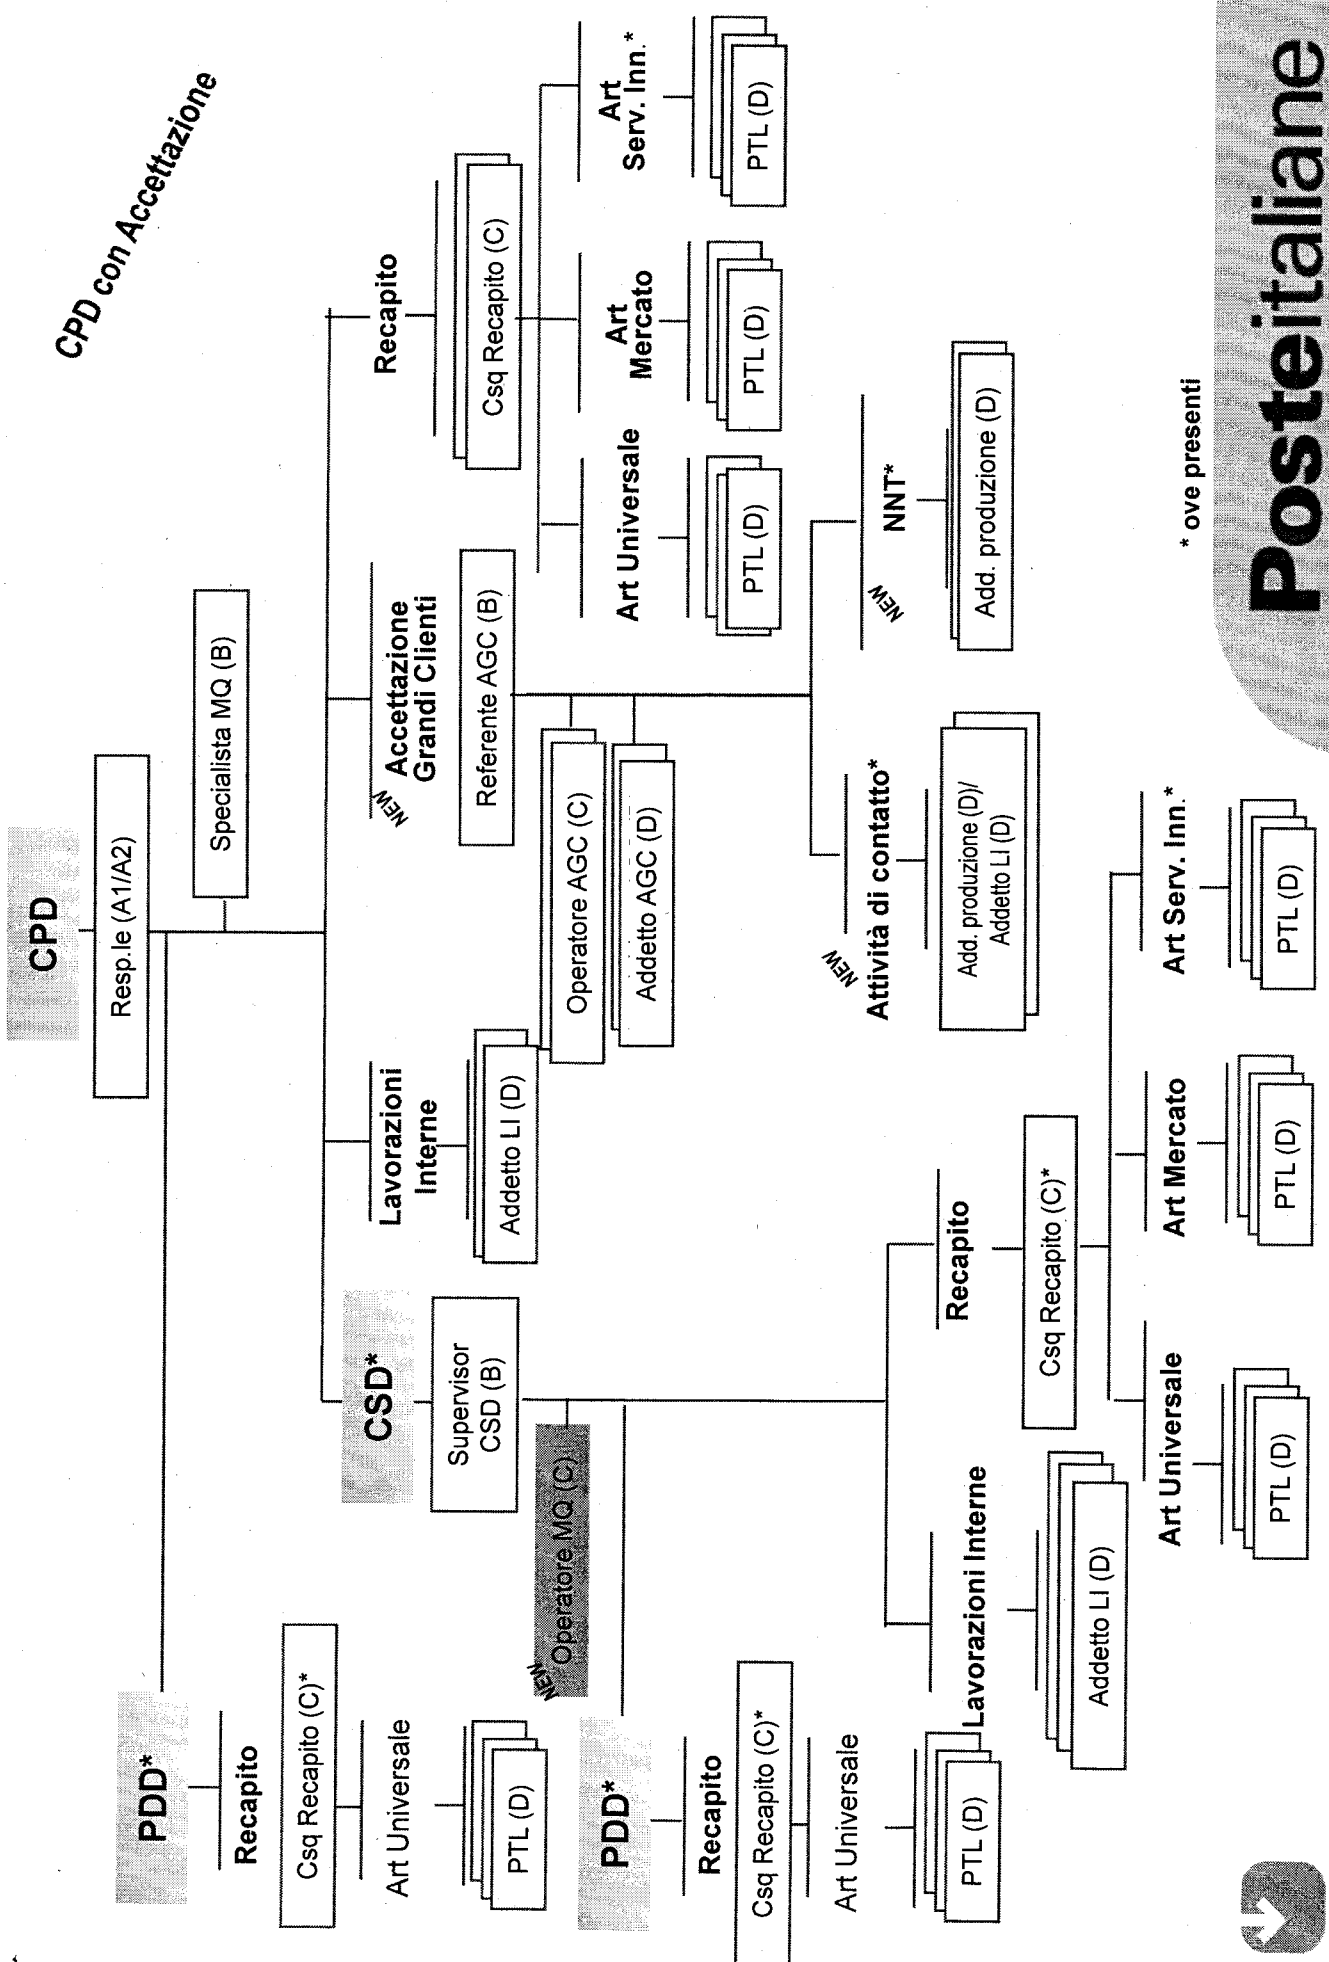 CPD con Accettazione
CPD
Resp.le (A1/A2)
Specialista MQ (B)
PDD*
Recapito
Csq Recapito (C)*
Art Universale
PTL (D)
CSD*
Supervisor
CSD (B)
NEW
Operatore MQ (C)
PDD*
Recapito
Csq Recapito (C)*
Art Universale
PTL (D)
Lavorazioni Interne
Addetto LI (D)
Recapito
Csq Recapito (C)*
Art Universale
PTL (D)
Art Mercato
PTL (D)
Art Serv. Inn.*
PTL (D)
Lavorazioni
Interne
Addetto LI (D)
NEW
Accettazione
Grandi Clienti
Referente AGC (B)
Operatore AGC (C)
Addetto AGC (D)
NEW
Attività di contatto*
Add. produzione (D)/
Addetto LI (D)
NEW
NNT*
Add. produzione (D)
Recapito
Csq Recapito (C)
Art Universale
PTL (D)
Art
Mercato
PTL (D)
Art
Serv. Inn.*
PTL (D)
* ove presenti
Posteitaliane